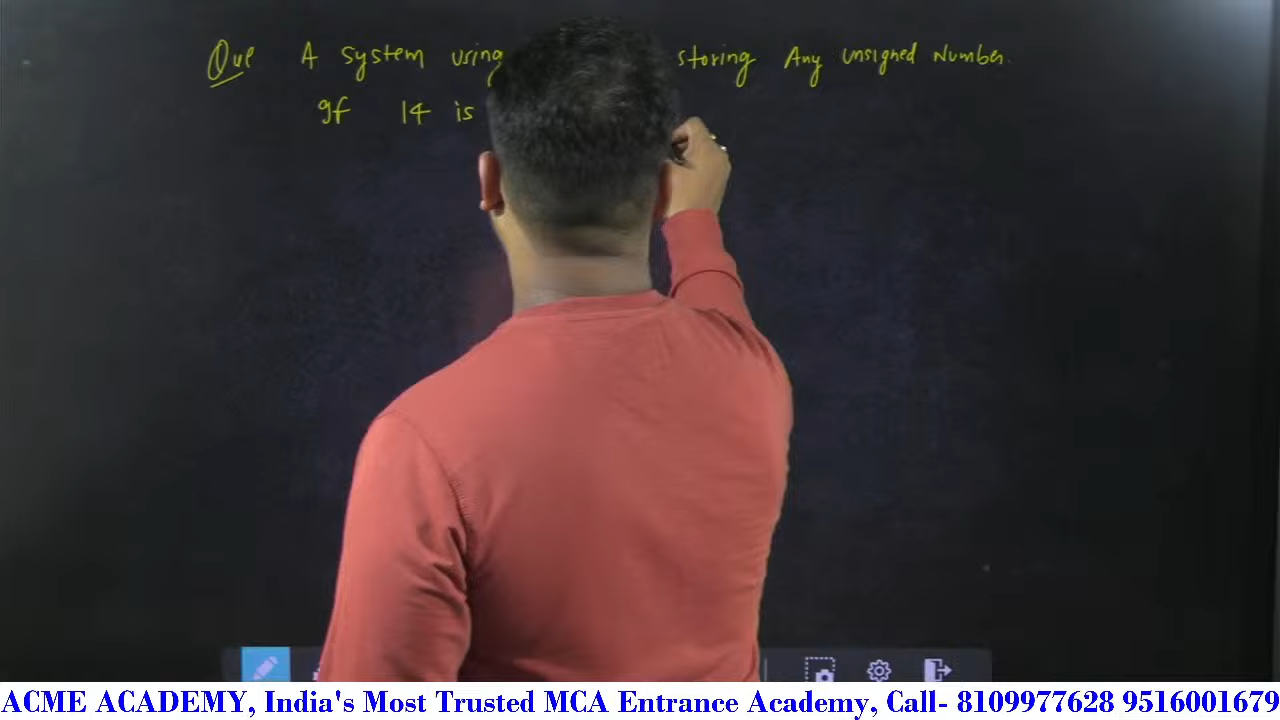 Que A system using storing Any unsigned Number.
If 14 is
ACME ACADEMY, India's Most Trusted MCA Entrance Academy, Call- 8109977628 9516001679